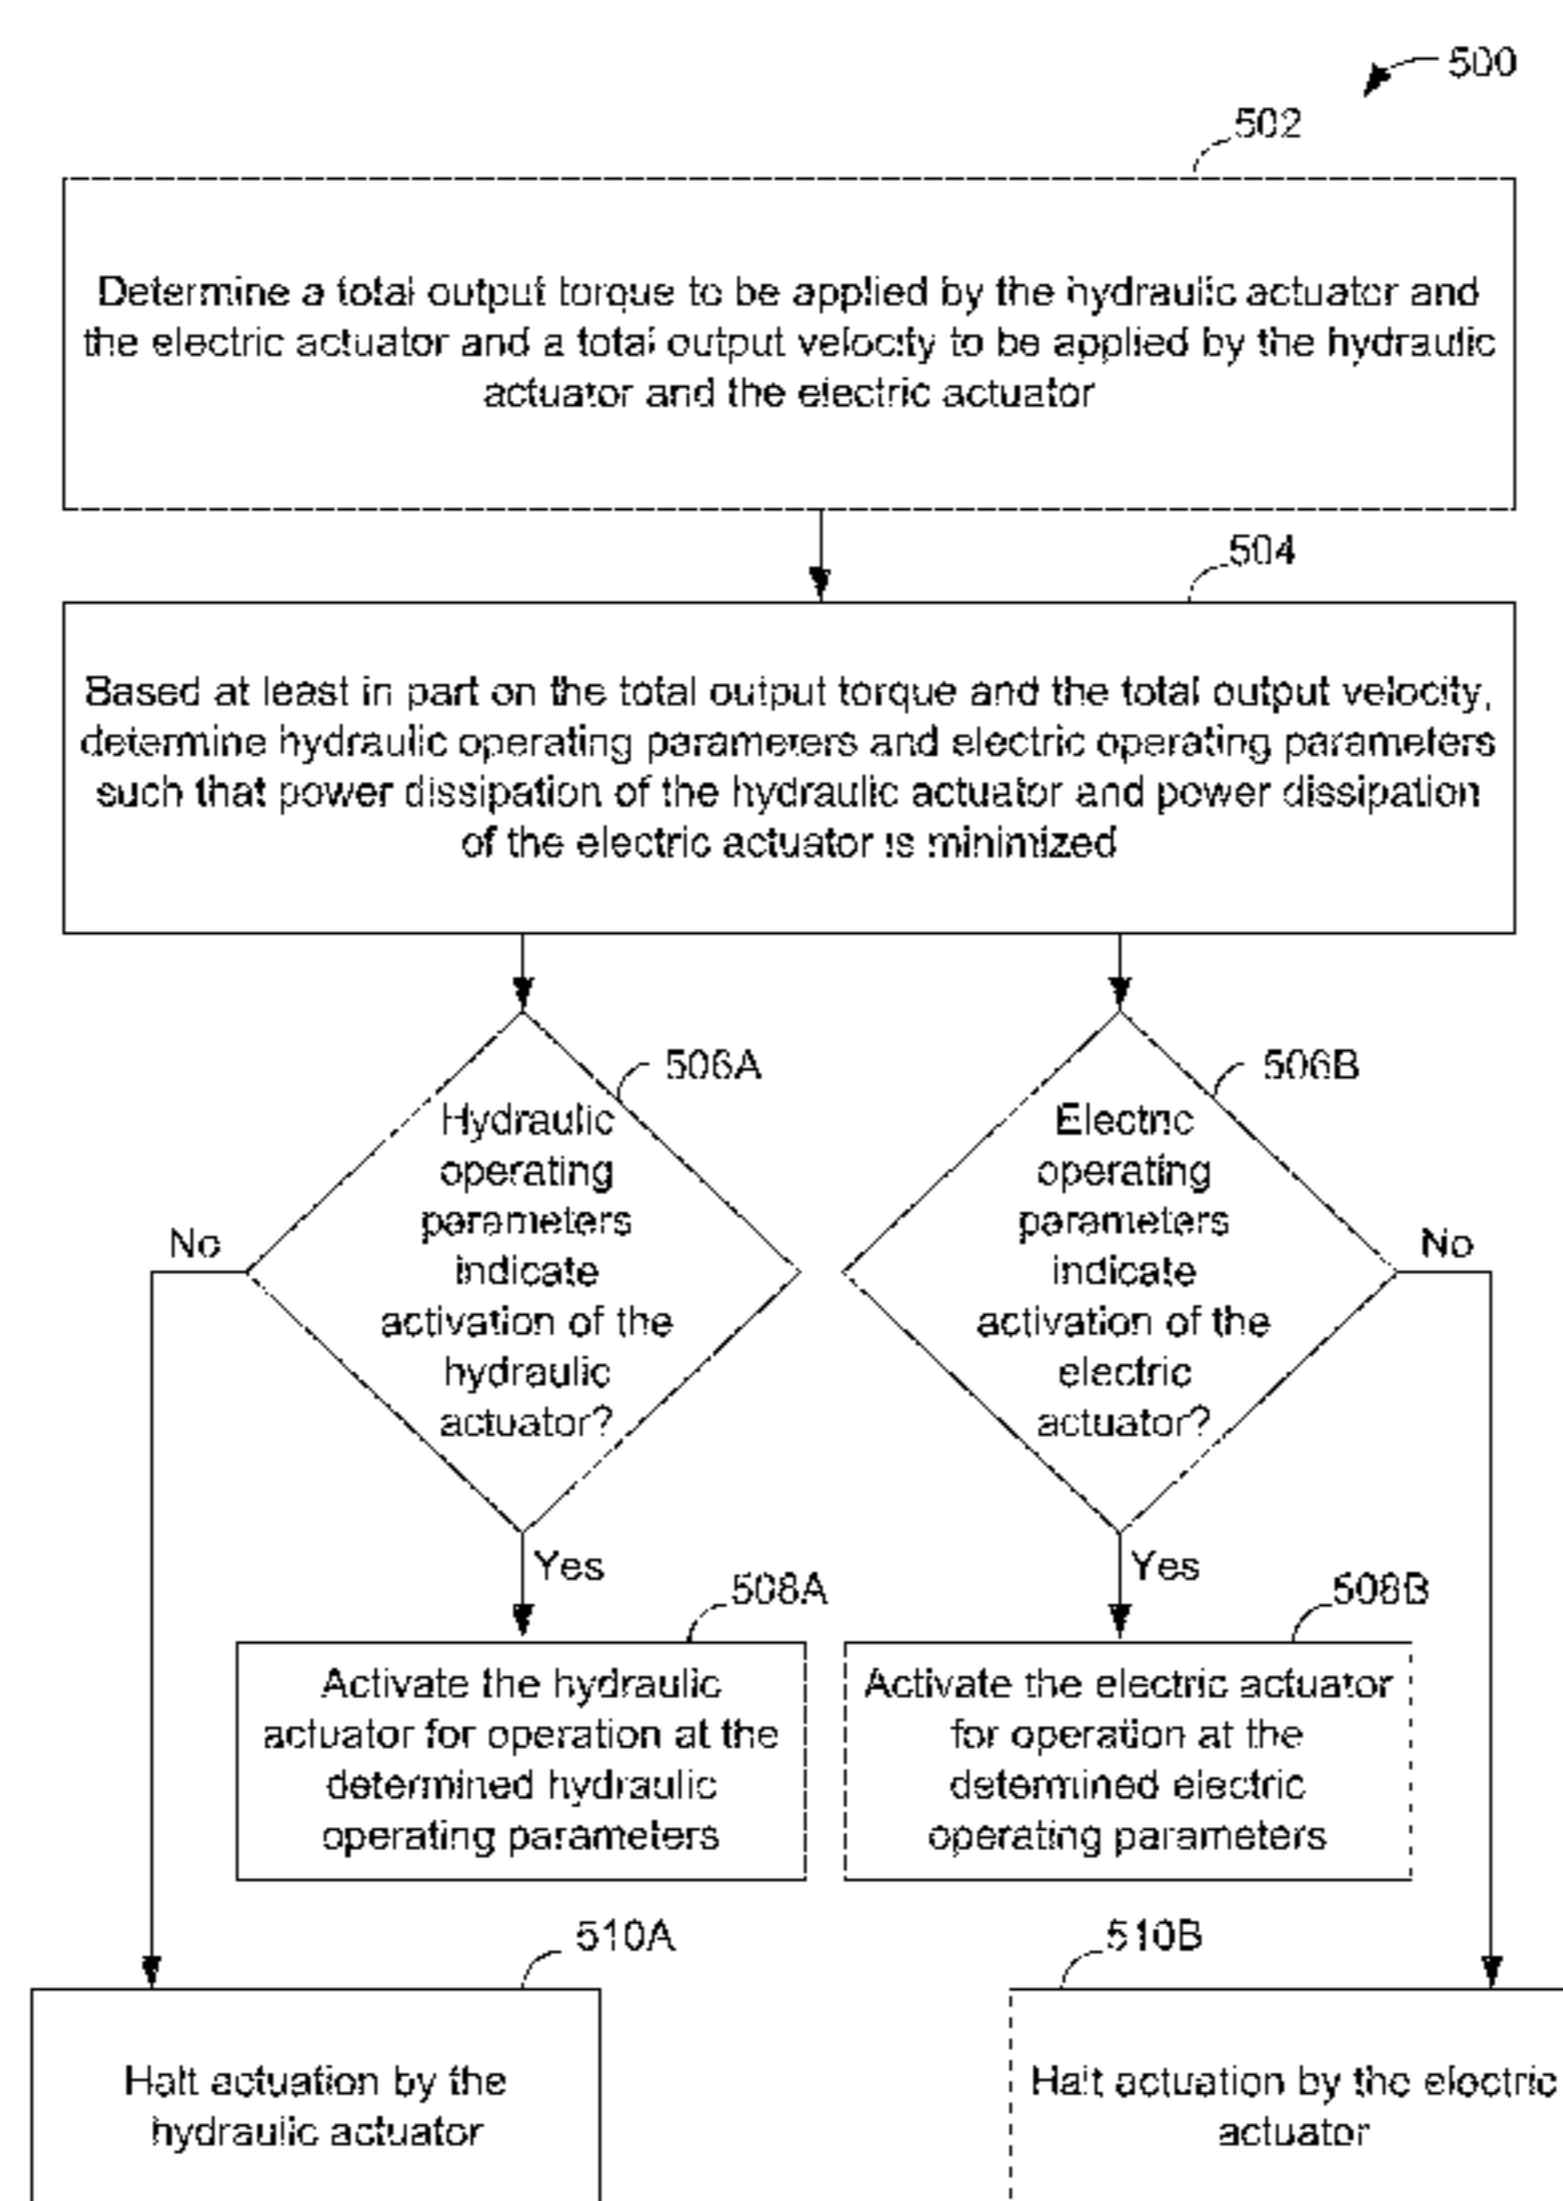 500
502
Determine a total output torque to be applied by the hydraulic actuator and
the electric actuator and a total output velocity to be applied by the hydraulic
actuator and the electric actuator
504
Based at least in part on the total output torque and the total output velocity,
determine hydraulic operating parameters and electric operating parameters
such that power dissipation of the hydraulic actuator and power dissipation
of the electric actuator is minimized
506A
Hydraulic
operating
parameters
indicate
activation of the
hydraulic
actuator?
No
Yes
506B
Electric
operating
parameters
indicate
activation of the
electric
actuator?
No
Yes
508A
Activate the hydraulic
actuator for operation at the
determined hydraulic
operating parameters
508B
Activate the electric actuator
for operation at the
determined electric
operating parameters
510A
Halt actuation by the
hydraulic actuator
510B
Halt actuation by the electric
actuator